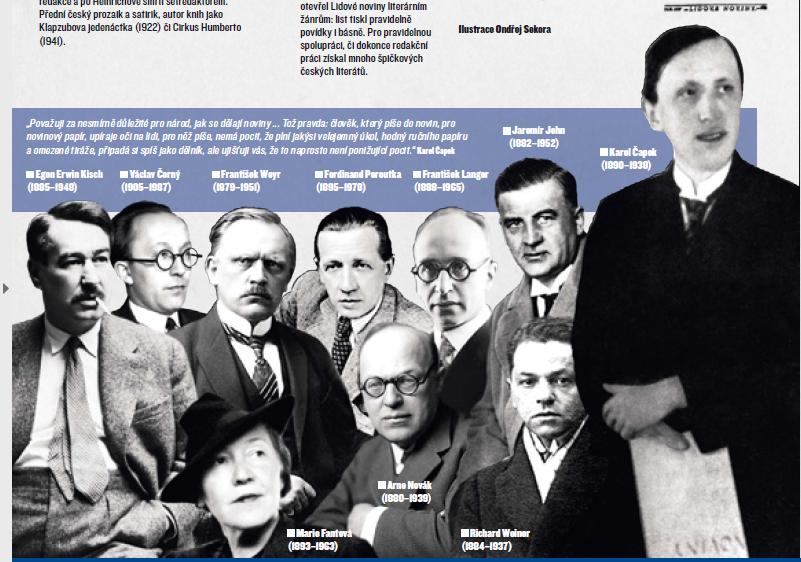 redakce a po Heinrichově smrti šéfredaktorem.
Přední český prozaik a satirik, autor knih jako
Klapzubova jedenáctka (1922) či Cirkus Humberto
(1941).
otevřel Lidové noviny literárním
žánrům: list tiskl pravidelně
povídky i básně. Pro pravidelnou
spolupráci, či dokonce redakční
práci získal mnoho špičkových
českých literátů.
Ilustrace Ondřej Sekora
„Považuji za nesmírně důležité pro národ, jak se dělají noviny ... Tož pravda: člověk, který píše do novin, pro
novinový papír, upíraje oči na lidi, pro něž píše, nemá pocit, že plní jakýsi velejemný úkol, hodný ručního papíru
a omezené tiráže, připadá si spíš jako dělník, ale ujišťuji vás, že to naprosto není ponižující pocit." Karel Čapek
Jaromír John
(1882–1952)
Karel Čapek
(1890–1938)
Egon Erwin Kisch
(1885–1948)
Václav Černý
(1905–1987)
František Weyr
(1879–1951)
Ferdinand Peroutka
(1895–1978)
František Langer
(1888–1965)
Arne Novák
(1880–1939)
Marie Fantová
(1893–1963)
Richard Weiner
(1884–1937)